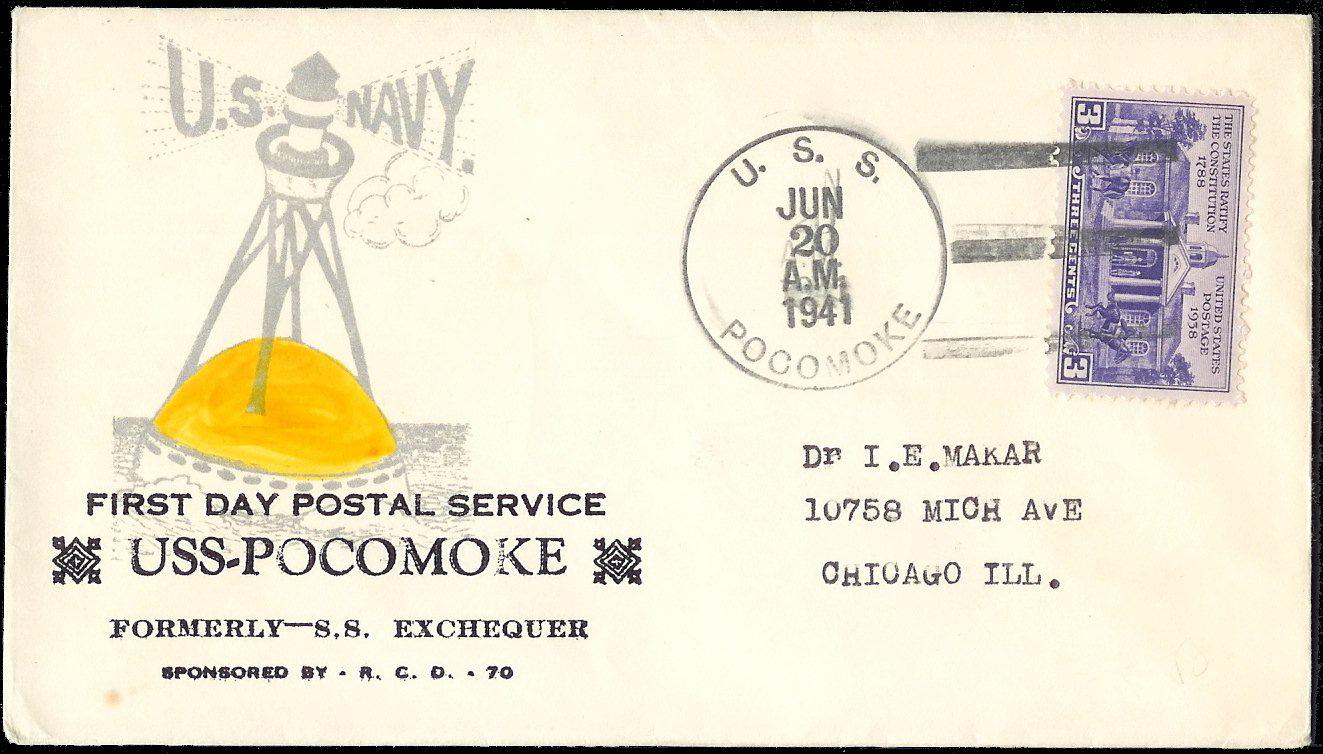 U.S. NAVY.
FIRST DAY POSTAL SERVICE
USS-POCOMOKE
FORMERLY—S.S. EXCHEQUER
SPONSORED BY - R. C. D. - 70
U. S. S.
JUN
20
A.M.
1941
POCOMOKE
THE STATES RATIFY
THE CONSTITUTION
1788
UNITED STATES
POSTAGE
1938
3 THREE CENTS 3
Dr I.E.MAKAR
10758 MICH AvE
CHICAGO ILL.